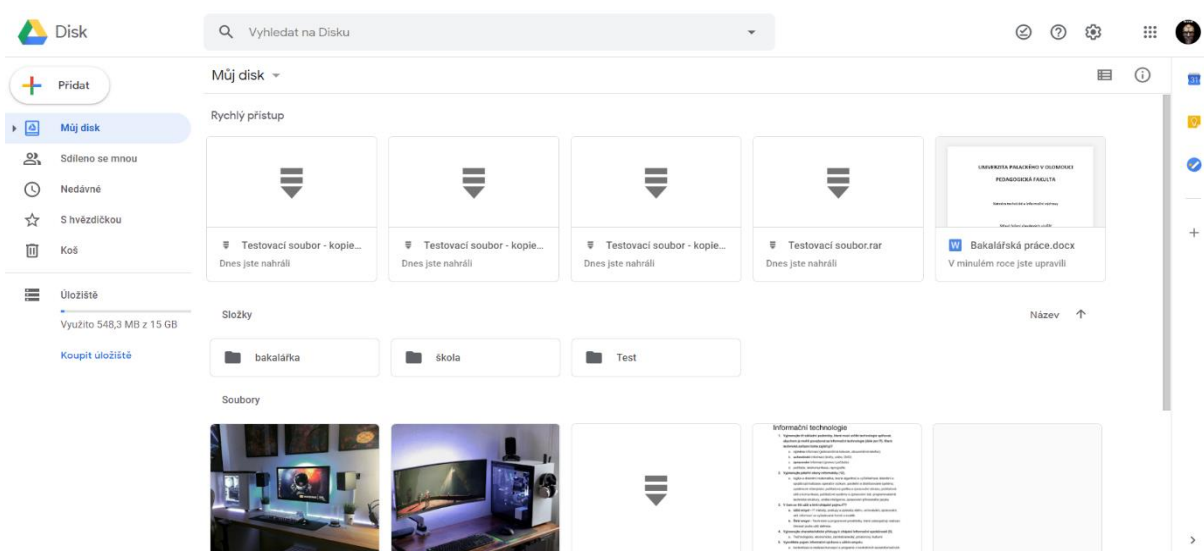 Disk
Vyhledat na Disku
Přidat
Můj disk
Můj disk
Sdíleno se mnou
Nedávné
S hvězdičkou
Koš
Úložiště
Využito 548,3 MB z 15 GB
Koupit úložiště
Rychlý přístup
UNIVERZITA PALACKÉHO V OLOMOUCI
PEDAGOGICKÁ FAKULTA
Testovací soubor - kopie...
Dnes jste nahráli
Testovací soubor - kopie...
Dnes jste nahráli
Testovací soubor - kopie...
Dnes jste nahráli
Testovací soubor.rar
Dnes jste nahráli
W Bakalářská práce.docx
V minulém roce jste upravili
Složky
Název
bakalářka
škola
Test
Soubory
Informační technologie
31